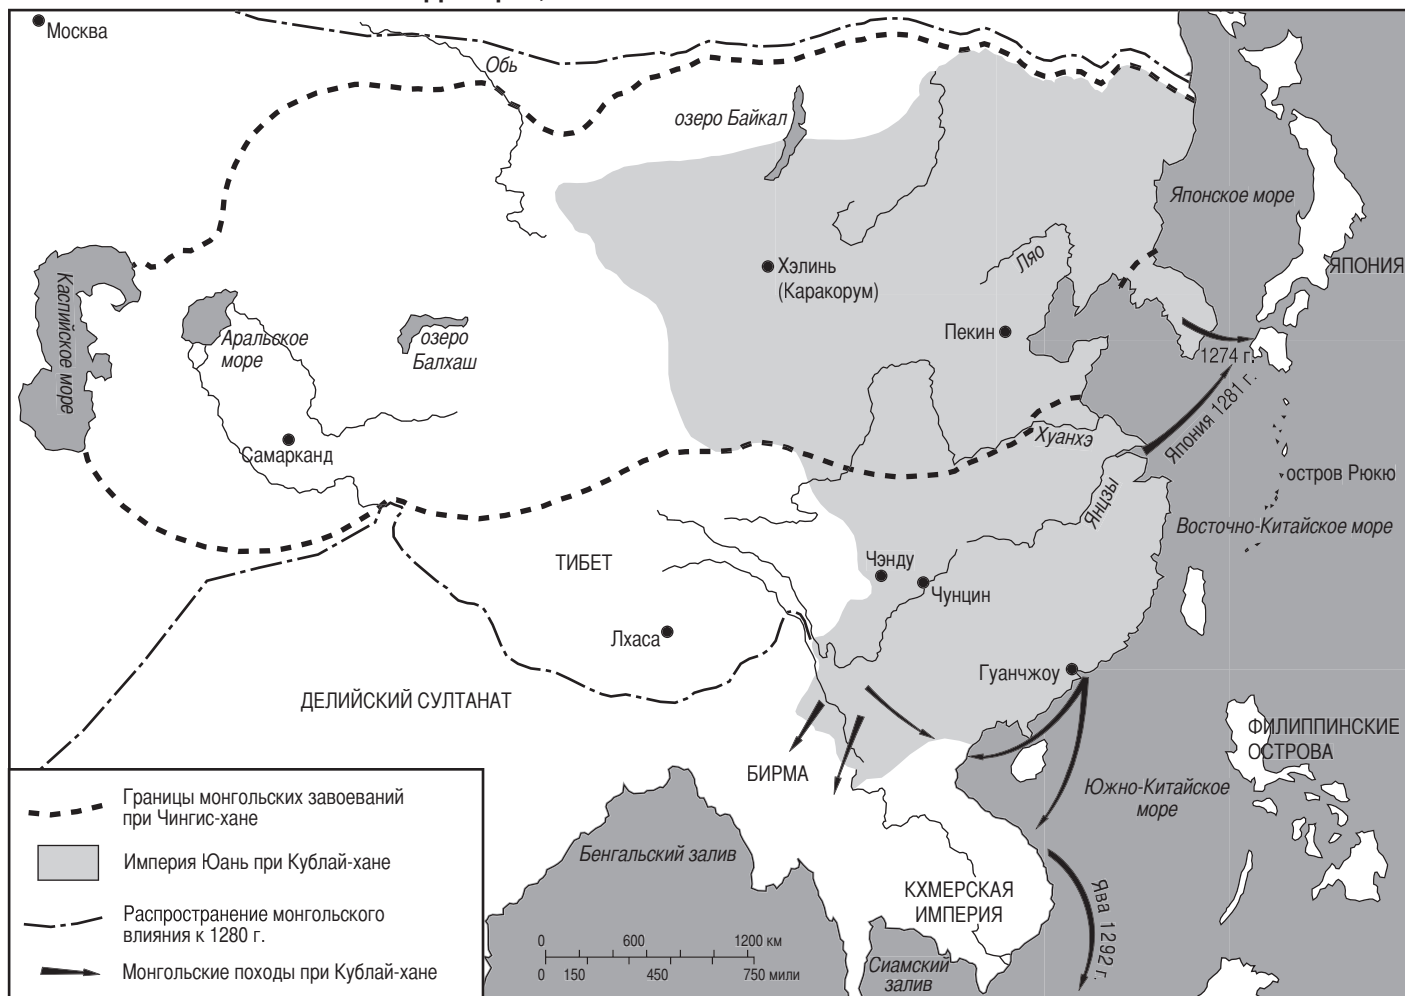 Москва
Обь
озеро Байкал
Японское море
Ляо
ЯПОНИЯ
Хэлинь
(Каракорум)
Каспийское море
Пекин
Аральское
море
озеро
Балхаш
1274 г.
Япония 1281 г.
Хуанхэ
Самарканд
остров Рюкю
Янцзы
Восточно-Китайское море
ТИБЕТ
Чэнду
Чунцин
Лхаса
Гуанчжоу
ДЕЛИЙСКИЙ СУЛТАНАТ
ФИЛИППИНСКИЕ
ОСТРОВА
БИРМА
Южно-Китайское
море
Бенгальский залив
КХМЕРСКАЯ
ИМПЕРИЯ
Ява 1292 г.
Сиамский
залив
0 600 1200 км
0 150 450 750 мили
Границы монгольских завоеваний
при Чингис-хане
Империя Юань при Кублай-хане
Распространение монгольского
влияния к 1280 г.
Монгольские походы при Кублай-хане